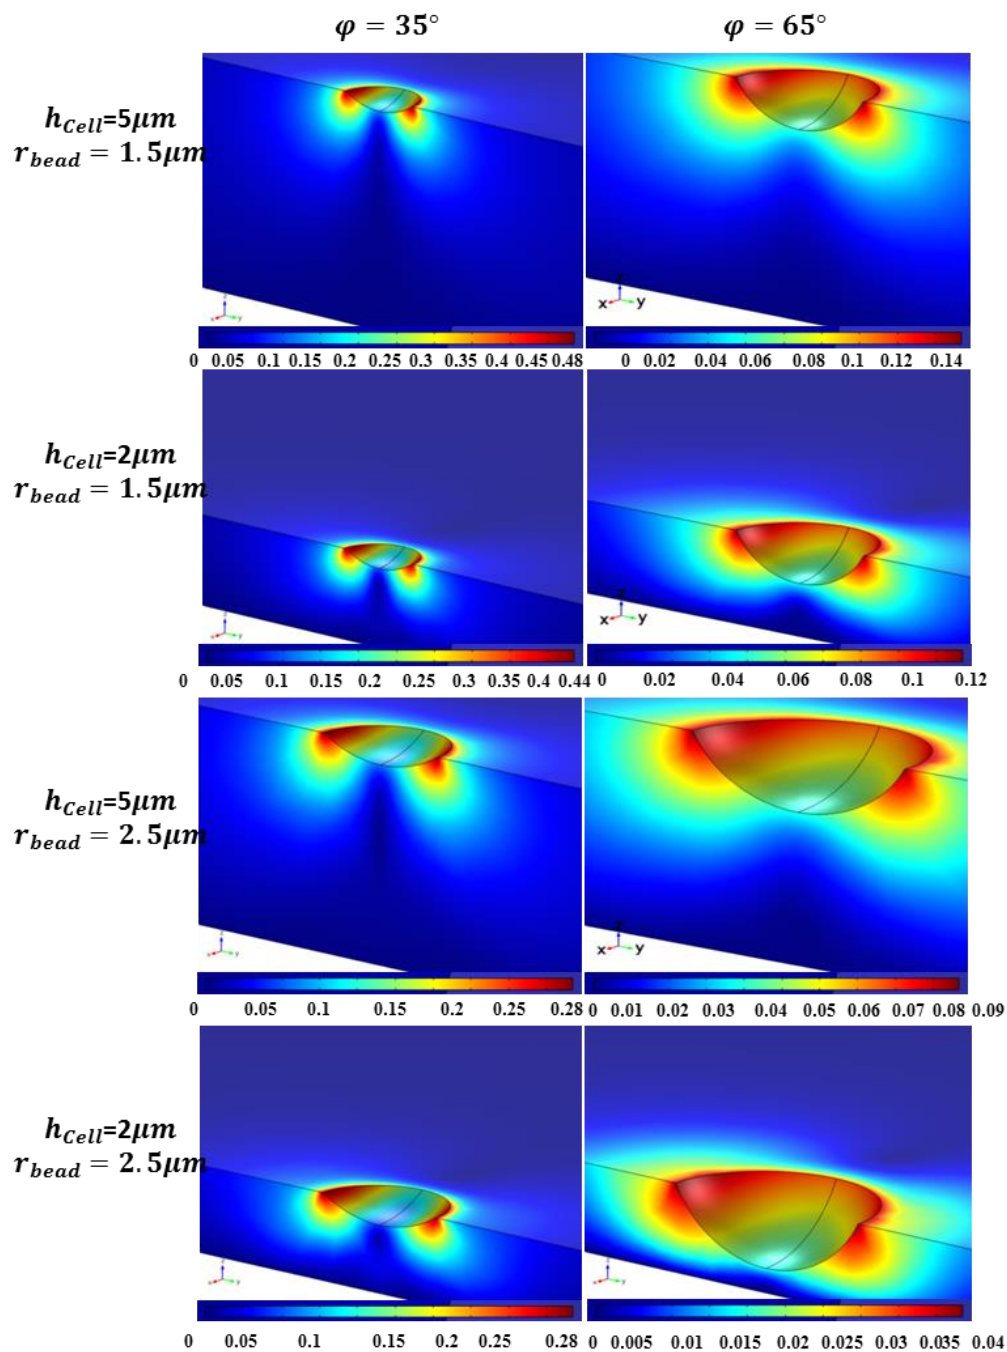 φ = 35° φ = 65°
h_Cell=5μm
r_bead = 1.5μm
x y
0 0.05 0.1 0.15 0.2 0.25 0.3 0.35 0.4 0.45 0.48
0 0.02 0.04 0.06 0.08 0.1 0.12 0.14
h_Cell=2μm
r_bead = 1.5μm
x y
0 0.05 0.1 0.15 0.2 0.25 0.3 0.35 0.4 0.44
0 0.02 0.04 0.06 0.08 0.1 0.12
h_Cell=5μm
r_bead = 2.5μm
x y
0 0.05 0.1 0.15 0.2 0.25 0.28
0 0.01 0.02 0.03 0.04 0.05 0.06 0.07 0.08 0.09
h_Cell=2μm
r_bead = 2.5μm
0 0.05 0.1 0.15 0.2 0.28
0 0.005 0.01 0.015 0.02 0.025 0.03 0.035 0.04